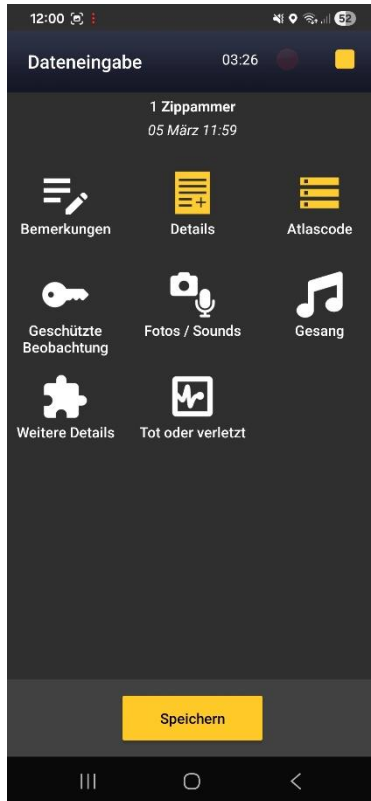 12:00
52
Dateneingabe 03:26
1 Zippammer
05 März 11:59
Bemerkungen Details Atlascode
Geschützte
Beobachtung
Fotos / Sounds Gesang
Weitere Details Tot oder verletzt
Speichern